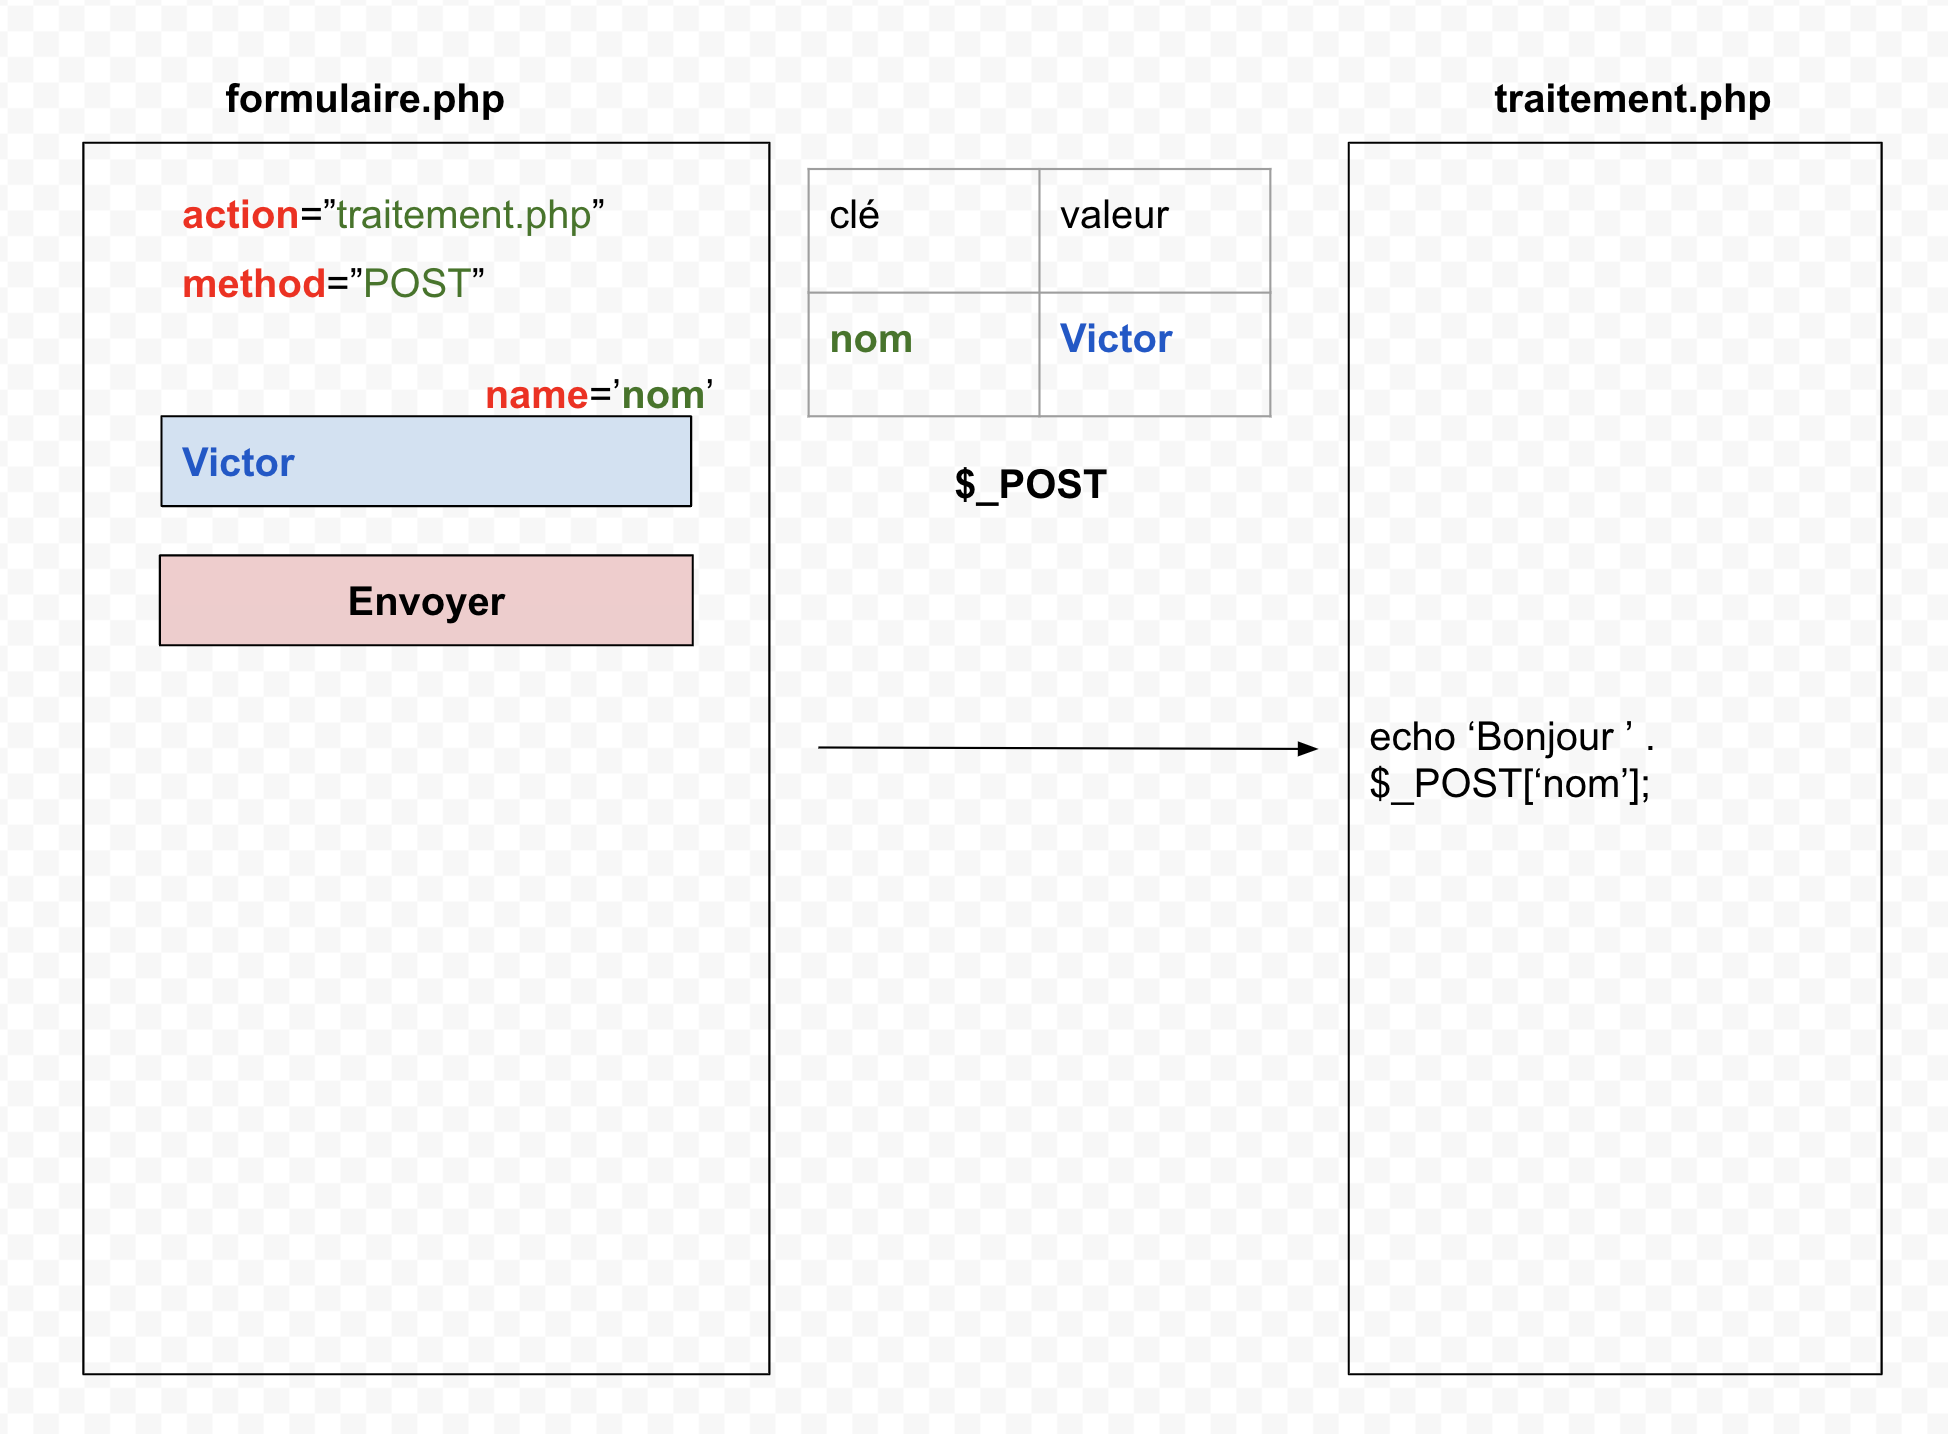 formulaire.php
action=”traitement.php”
method=”POST”
name=’nom’
Victor
Envoyer
clé valeur
nom Victor
$_POST
traitement.php
echo ‘Bonjour ’ .
$_POST[‘nom’];